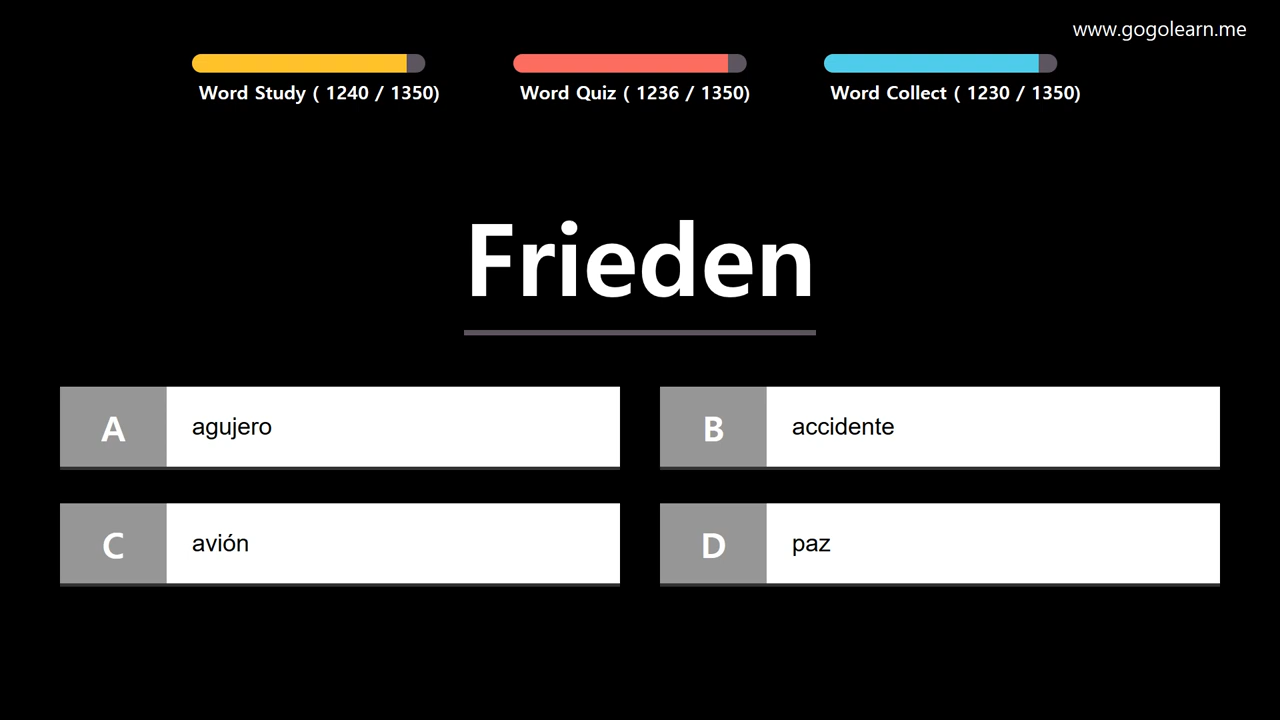 www.gogolearn.me
Word Study ( 1240 / 1350)
Word Quiz ( 1236 / 1350)
Word Collect ( 1230 / 1350)
Frieden
A agujero
B accidente
C avión
D paz